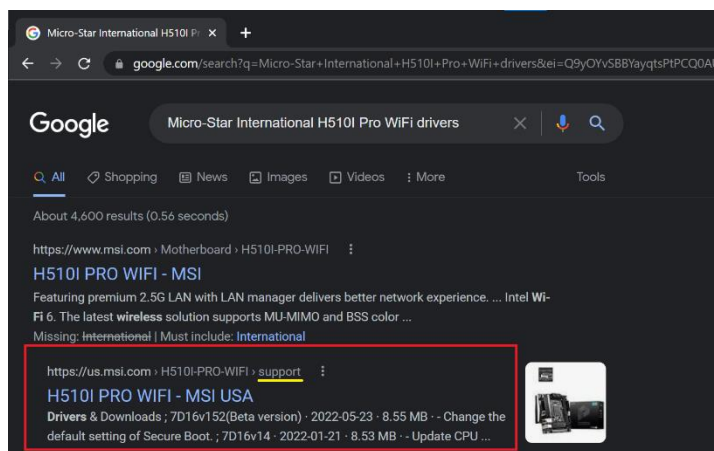 Micro-Star International H510I Pr
google.com/search?q=Micro-Star+International+H510I+Pro+WiFi+drivers&ei=Q9yOYvSBBYayqtsPtPCQ0A
Google
Micro-Star International H510I Pro WiFi drivers
All Shopping News Images Videos More Tools
About 4,600 results (0.56 seconds)
https://www.msi.com › Motherboard › H510I-PRO-WIFI
H510I PRO WIFI - MSI
Featuring premium 2.5G LAN with LAN manager delivers better network experience. ... Intel Wi-
Fi 6. The latest wireless solution supports MU-MIMO and BSS color ...
Missing: International | Must include: International
https://us.msi.com › H510I-PRO-WIFI › support
H510I PRO WIFI - MSI USA
Drivers & Downloads ; 7D16v152(Beta version) · 2022-05-23 · 8.55 MB · - Change the
default setting of Secure Boot. ; 7D16v14 · 2022-01-21 · 8.53 MB · - Update CPU ...